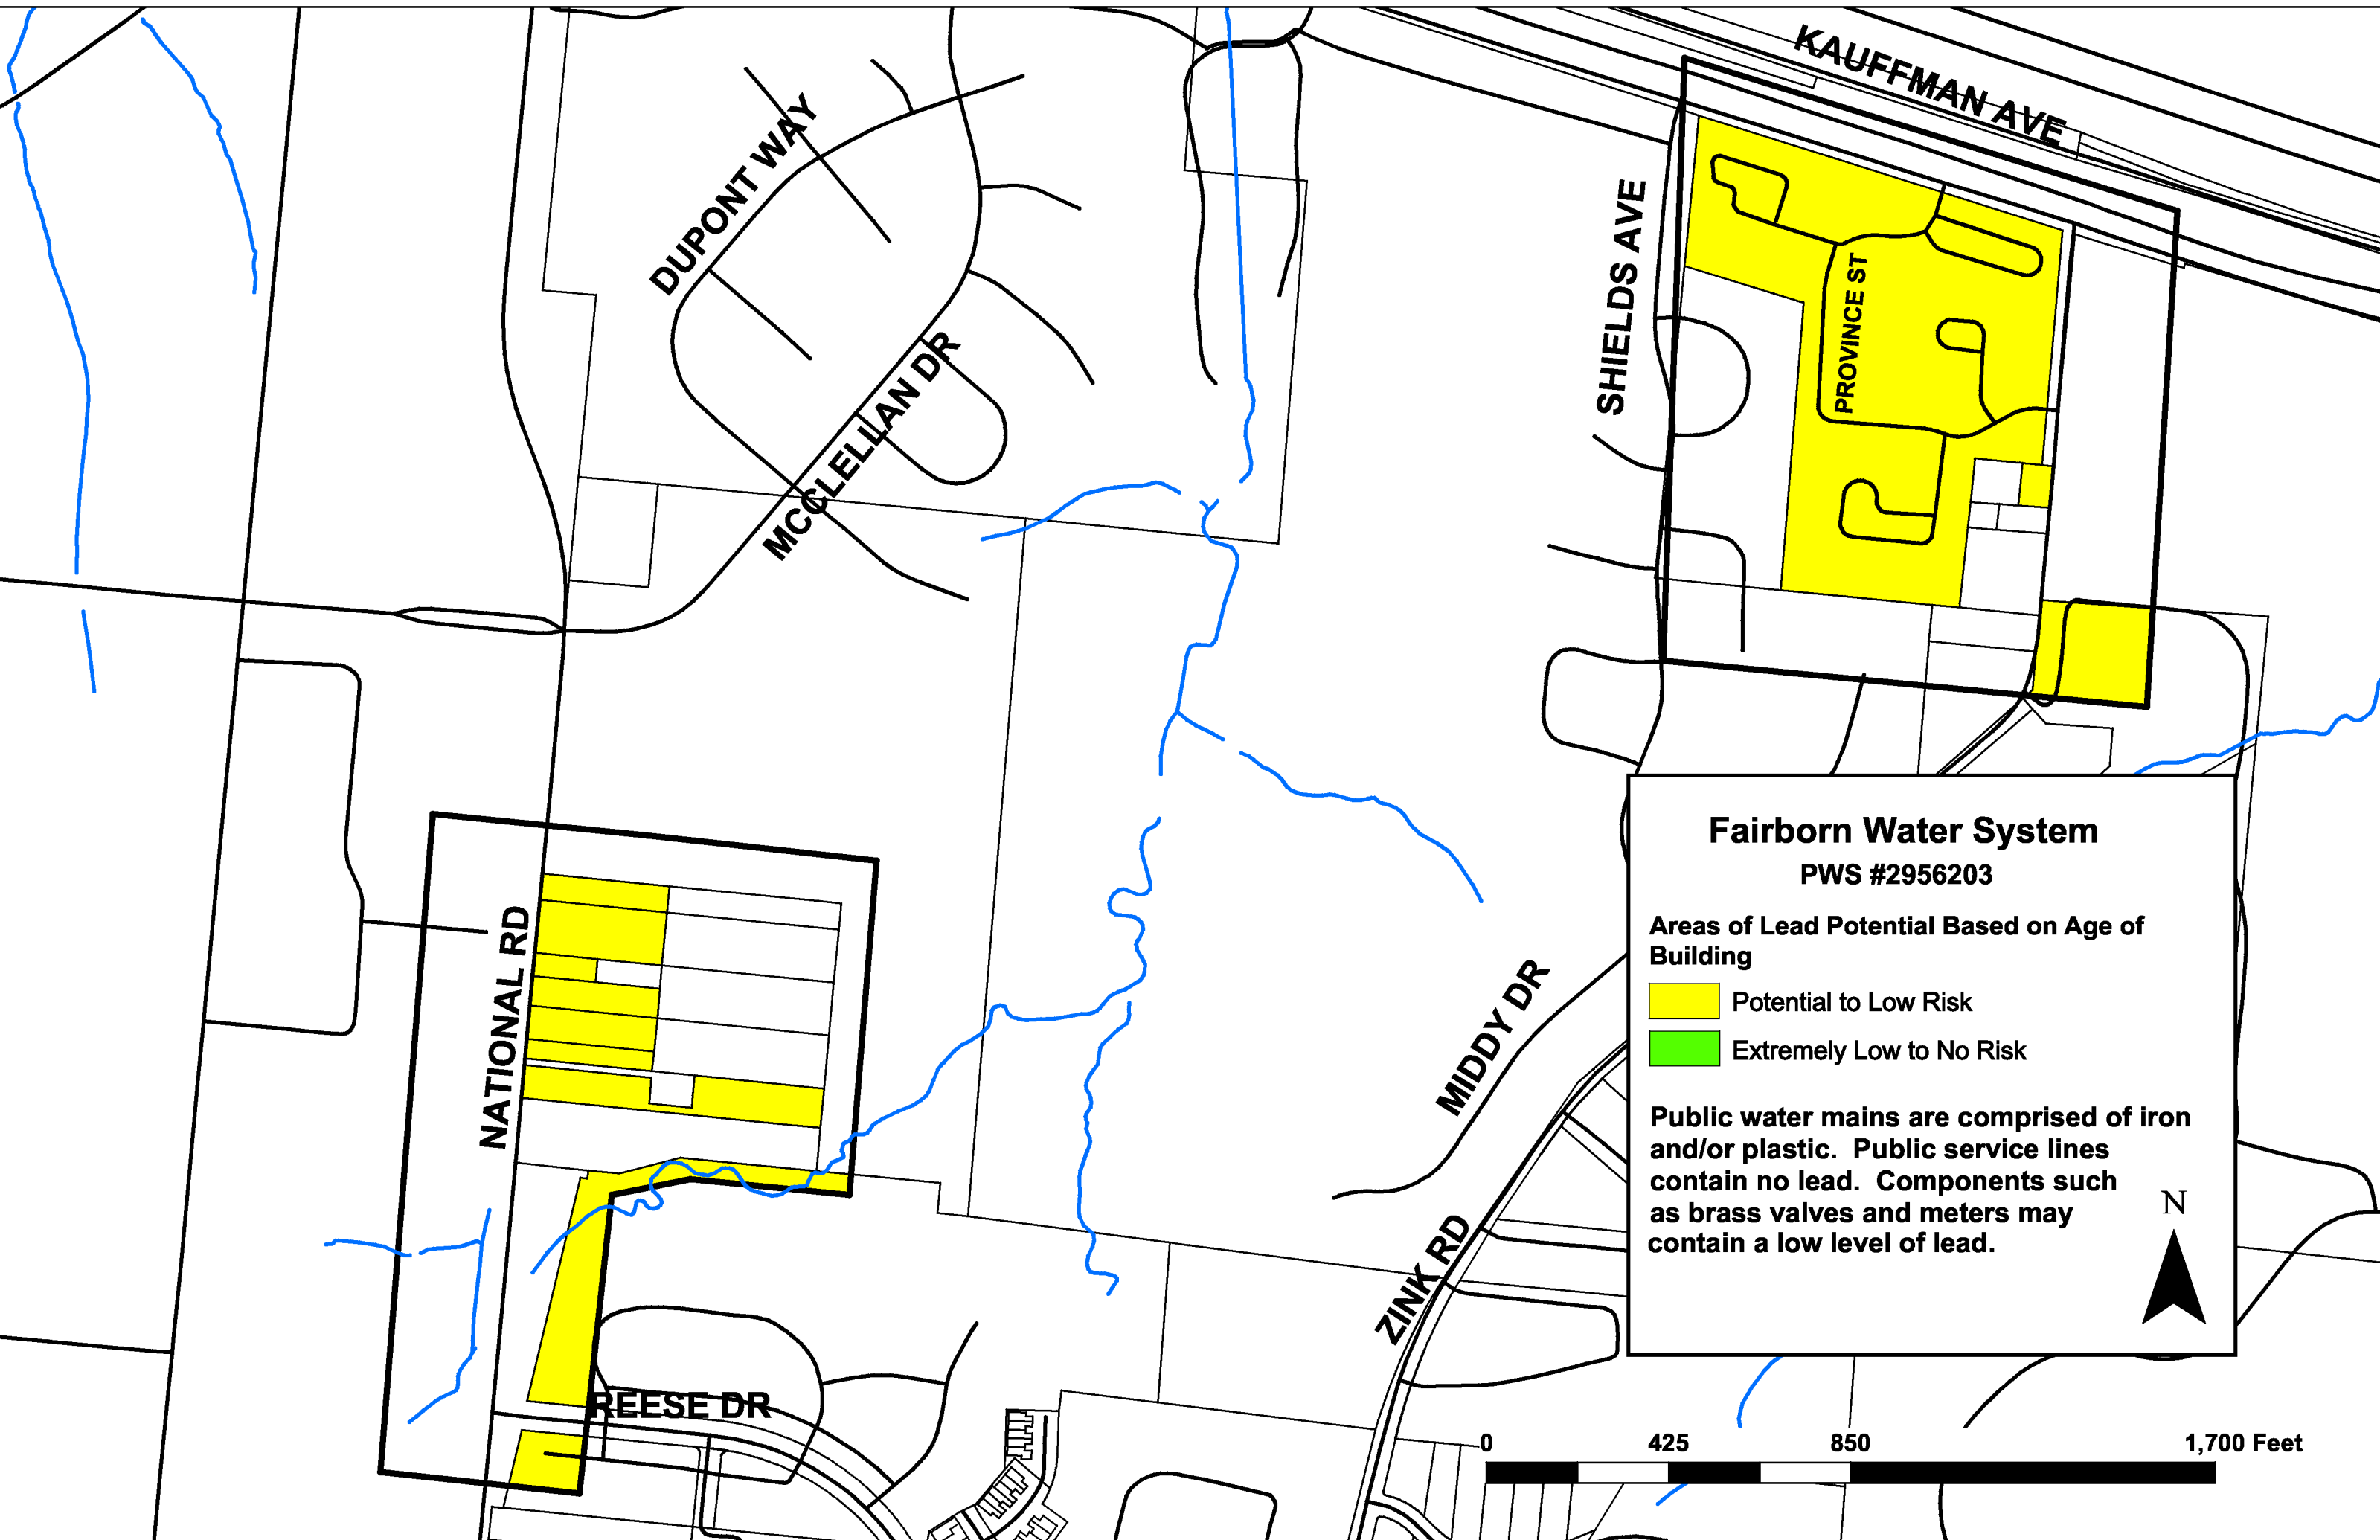 KAUFFMAN AVE
DUPONT WAY
SHIELDS AVE
PROVINCE ST
MCCLELLAN DR
NATIONAL RD
MIDDY DR
ZINK RD
REESE DR
Fairborn Water System
PWS #2956203
Areas of Lead Potential Based on Age of
Building
Potential to Low Risk
Extremely Low to No Risk
Public water mains are comprised of iron
and/or plastic. Public service lines
contain no lead. Components such
as brass valves and meters may
contain a low level of lead.
N
0 425 850 1,700 Feet